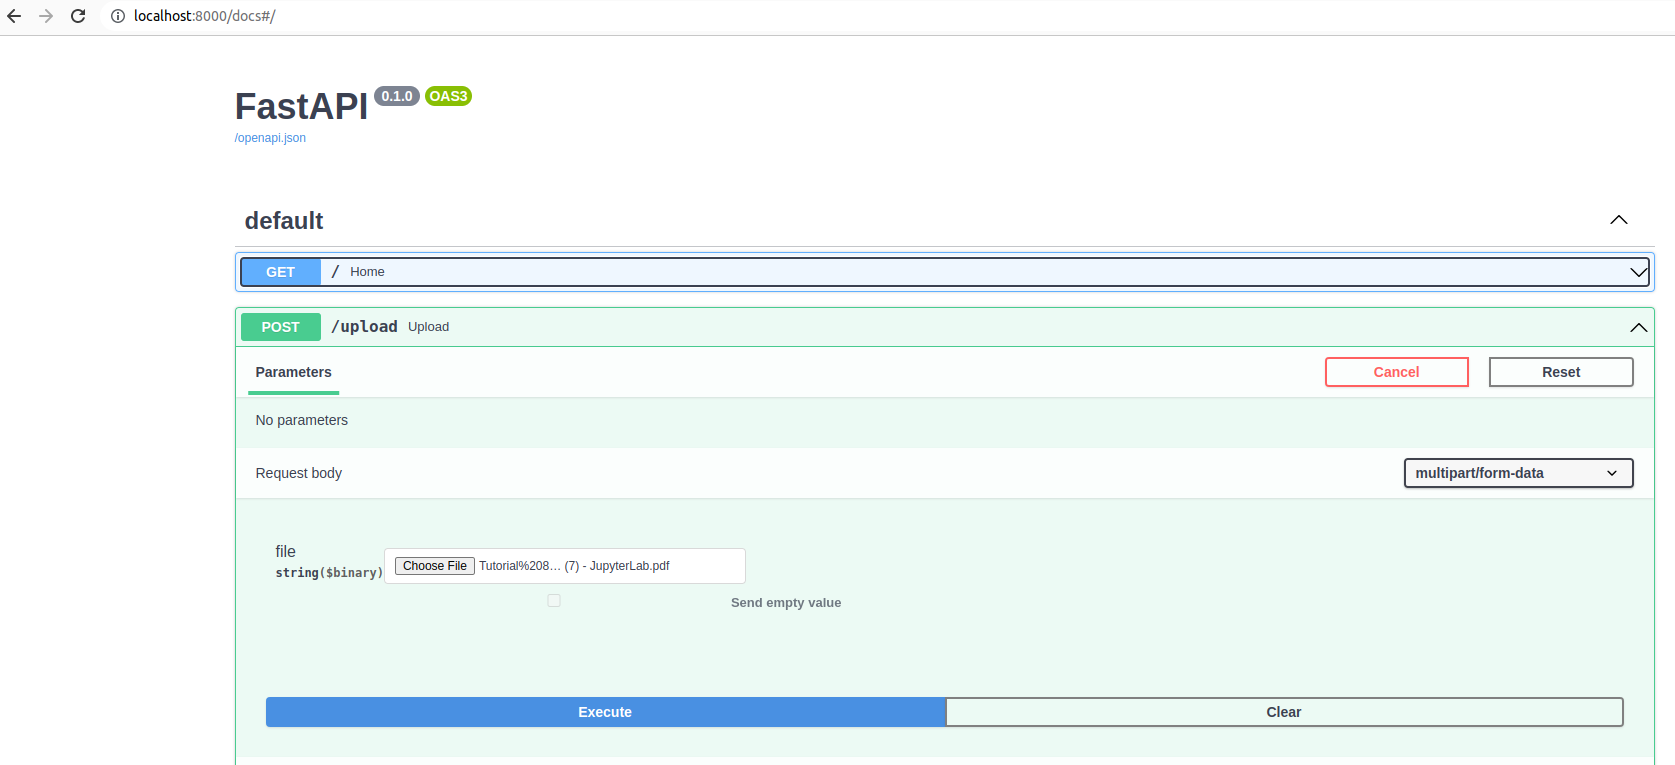 localhost:8000/docs#/
FastAPI 0.1.0 OAS3
/openapi.json
default
GET / Home
POST /upload Upload
Parameters Cancel Reset
No parameters
Request body multipart/form-data
file
string($binary) Choose File Tutorial%208... (7) - JupyterLab.pdf
Send empty value
Execute Clear